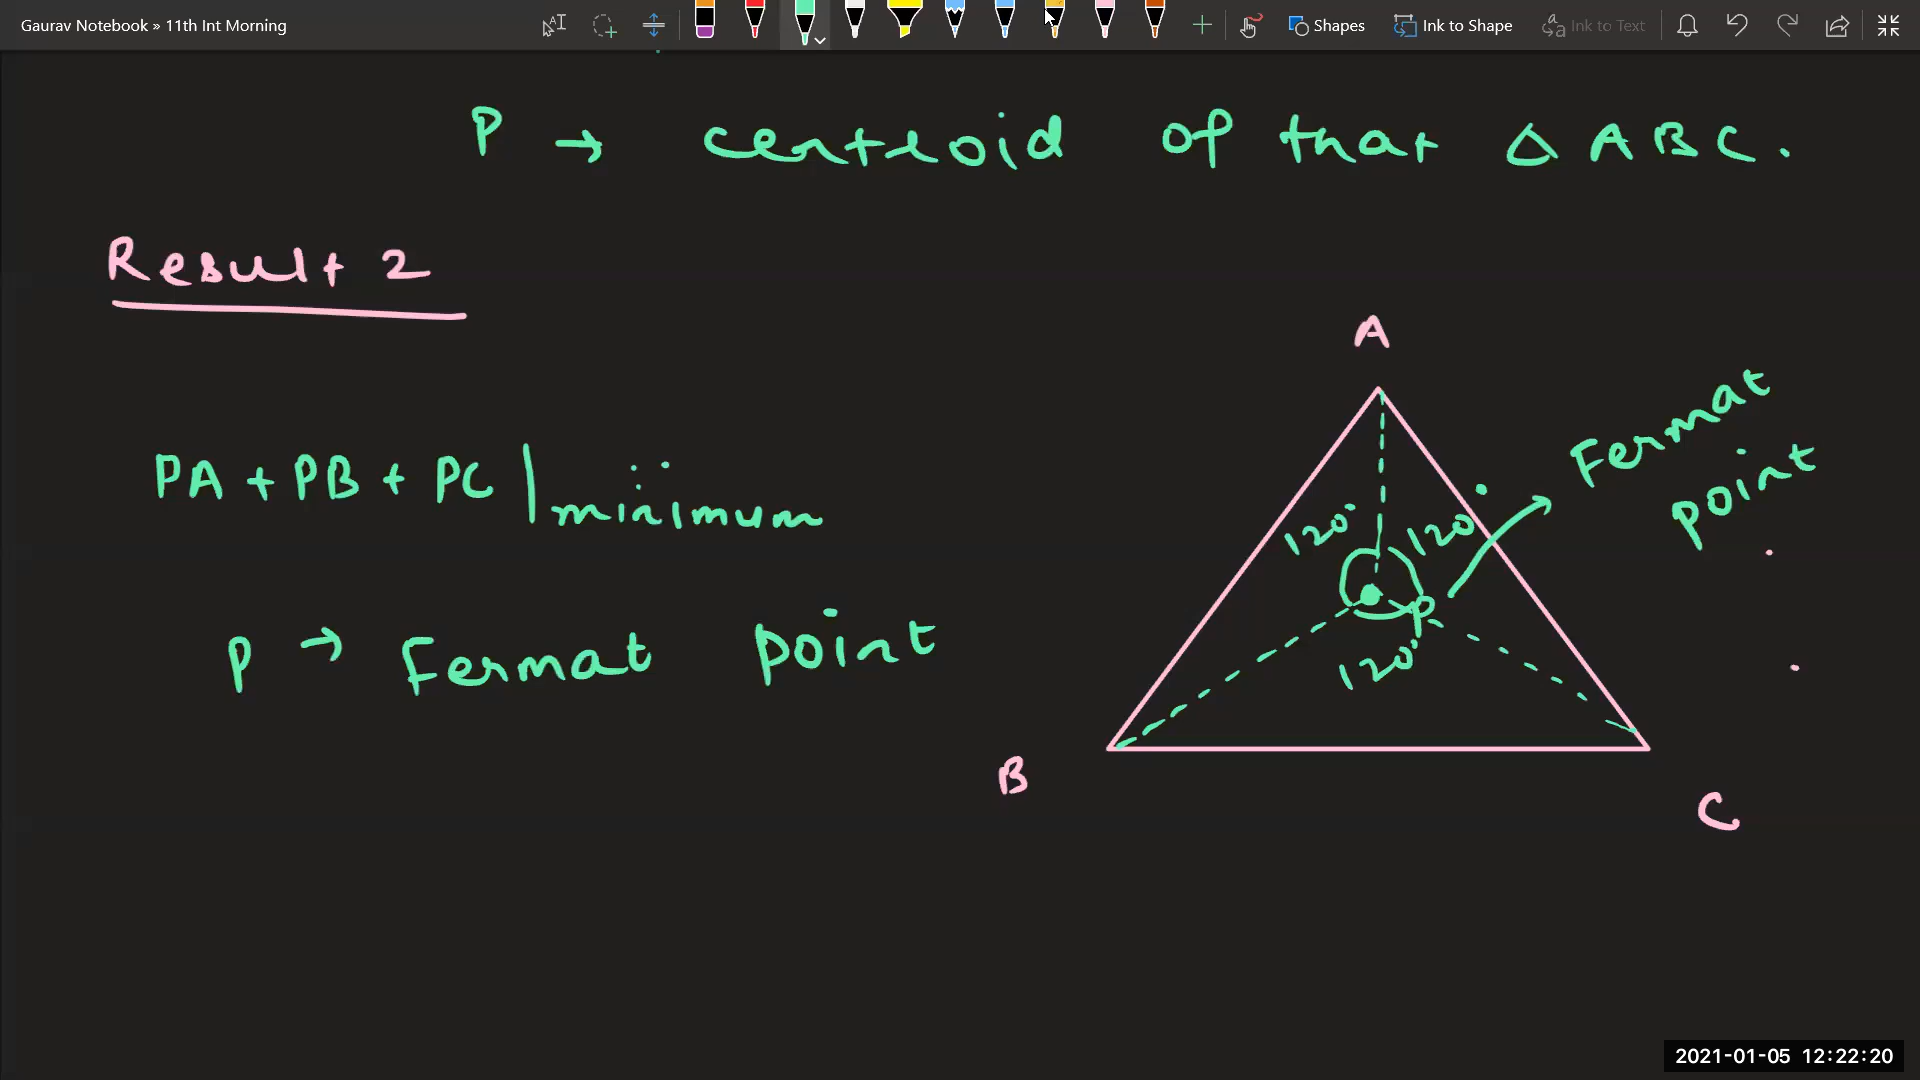 Gaurav Notebook » 11th Int Morning
Shapes
Ink to Shape
Ink to Text
P → centroid of that △ABC.
Result 2
PA + PB + PC |minimum
P → Fermat point
A
Fermat
point
120°
120°
P
120°
B
C
2021-01-05 12:22:20